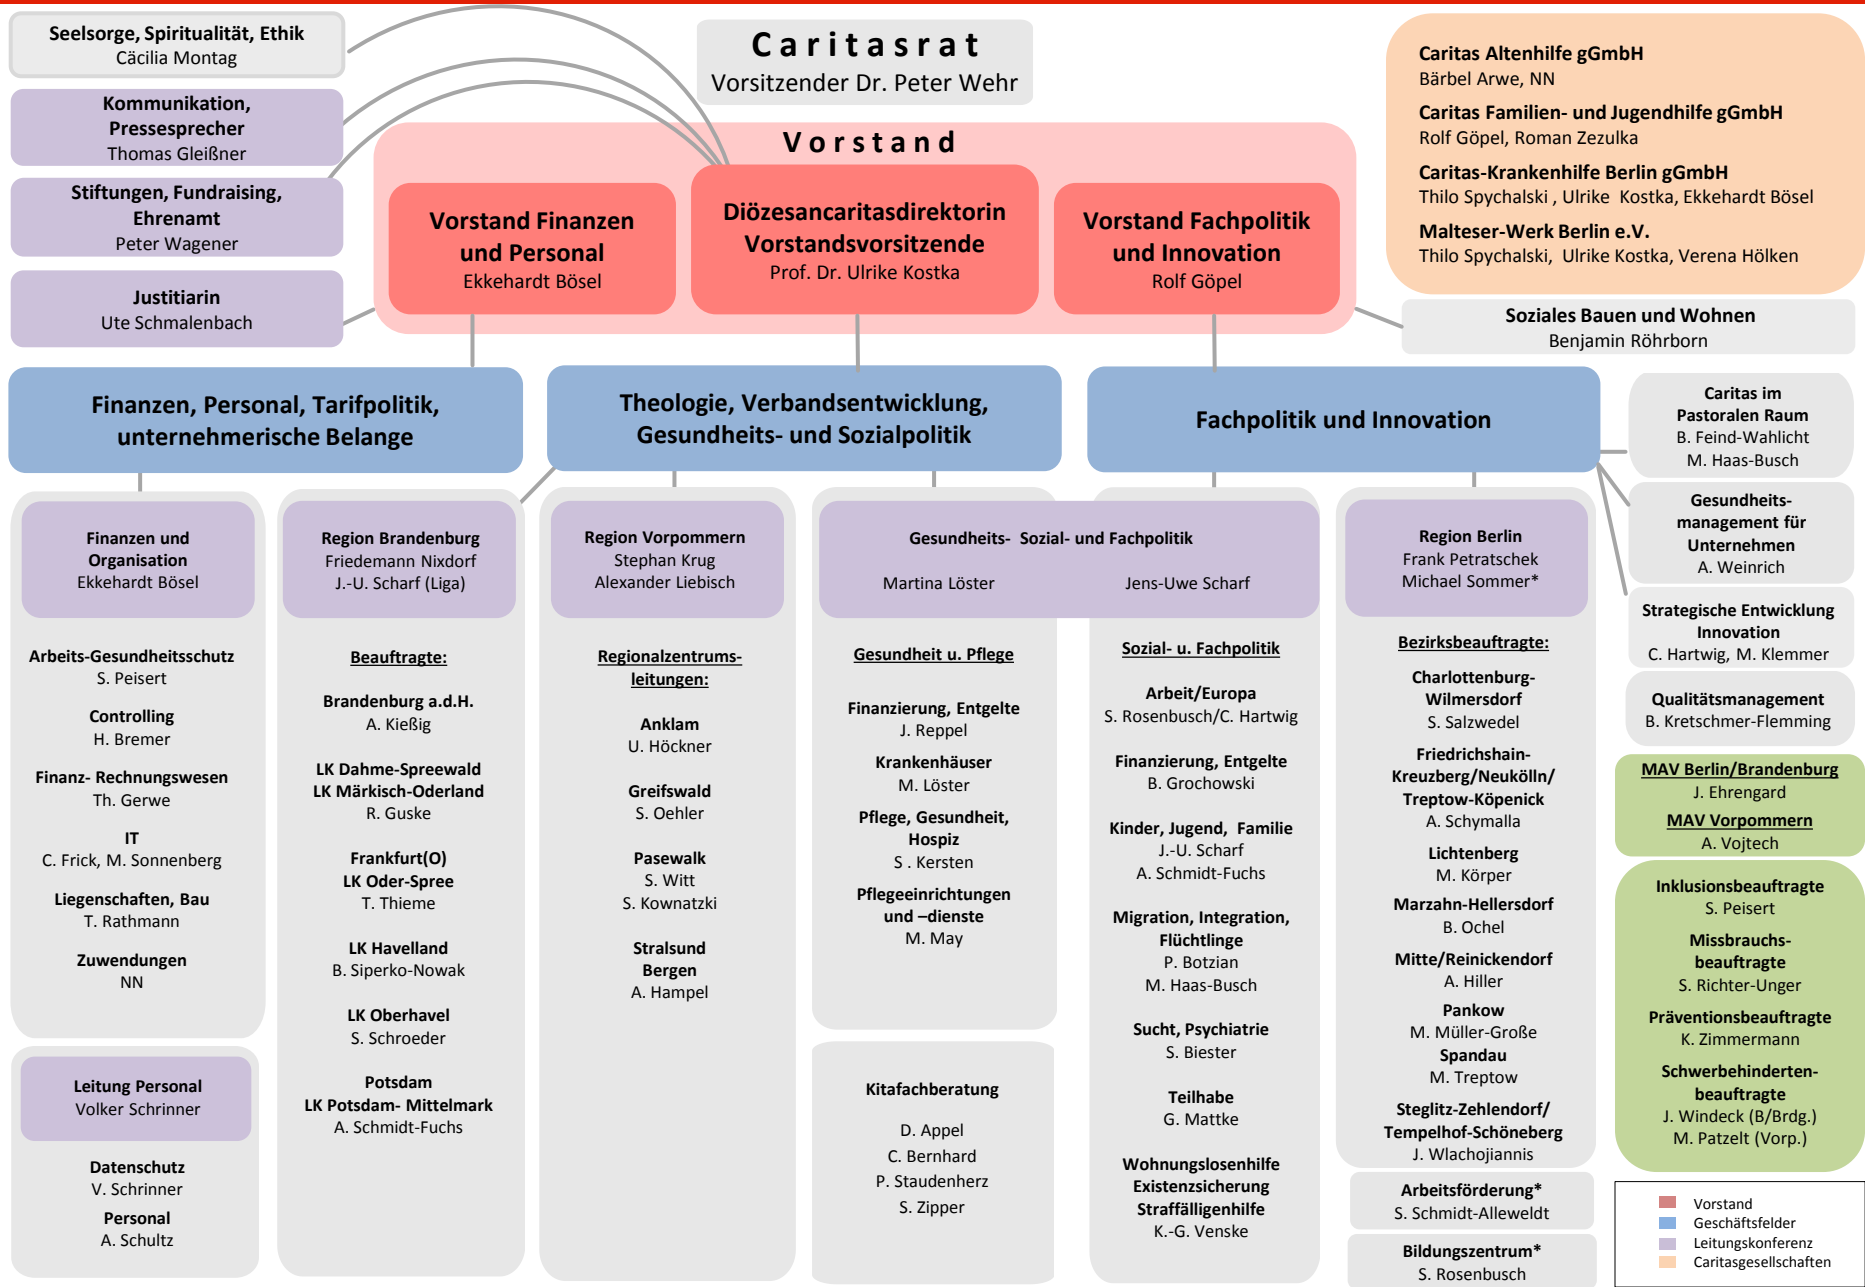 Seelsorge, Spiritualität, Ethik
Cäcilia Montag
Kommunikation,
Pressesprecher
Thomas Gleißner
Stiftungen, Fundraising,
Ehrenamt
Peter Wagener
Justitiarin
Ute Schmalenbach
Caritasrat
Vorsitzender Dr. Peter Wehr
Vorstand
Vorstand Finanzen
und Personal
Ekkehardt Bösel
Diözesancaritasdirektorin
Vorstandsvorsitzende
Prof. Dr. Ulrike Kostka
Vorstand Fachpolitik
und Innovation
Rolf Göpel
Caritas Altenhilfe gGmbH
Bärbel Arwe, NN
Caritas Familien- und Jugendhilfe gGmbH
Rolf Göpel, Roman Zezulka
Caritas-Krankenhilfe Berlin gGmbH
Thilo Spychalski , Ulrike Kostka, Ekkehardt Bösel
Malteser-Werk Berlin e.V.
Thilo Spychalski, Ulrike Kostka, Verena Hölken
Soziales Bauen und Wohnen
Benjamin Röhrborn
Finanzen, Personal, Tarifpolitik,
unternehmerische Belange
Theologie, Verbandsentwicklung,
Gesundheits- und Sozialpolitik
Fachpolitik und Innovation
Finanzen und
Organisation
Ekkehardt Bösel
Arbeits-Gesundheitsschutz
S. Peisert
Controlling
H. Bremer
Finanz- Rechnungswesen
Th. Gerwe
IT
C. Frick, M. Sonnenberg
Liegenschaften, Bau
T. Rathmann
Zuwendungen
NN
Leitung Personal
Volker Schrinner
Datenschutz
V. Schrinner
Personal
A. Schultz
Region Brandenburg
Friedemann Nixdorf
J.-U. Scharf (Liga)
Beauftragte:
Brandenburg a.d.H.
A. Kießig
LK Dahme-Spreewald
LK Märkisch-Oderland
R. Guske
Frankfurt(O)
LK Oder-Spree
T. Thieme
LK Havelland
B. Siperko-Nowak
LK Oberhavel
S. Schroeder
Potsdam
LK Potsdam- Mittelmark
A. Schmidt-Fuchs
Region Vorpommern
Stephan Krug
Alexander Liebisch
Regionalzentrums-
leitungen:
Anklam
U. Höckner
Greifswald
S. Oehler
Pasewalk
S. Witt
S. Kownatzki
Stralsund
Bergen
A. Hampel
Gesundheits- Sozial- und Fachpolitik
Martina Löster
Jens-Uwe Scharf
Gesundheit u. Pflege
Finanzierung, Entgelte
J. Reppel
Krankenhäuser
M. Löster
Pflege, Gesundheit,
Hospiz
S . Kersten
Pflegeeinrichtungen
und –dienste
M. May
Kitafachberatung
D. Appel
C. Bernhard
P. Staudenherz
S. Zipper
Sozial- u. Fachpolitik
Arbeit/Europa
S. Rosenbusch/C. Hartwig
Finanzierung, Entgelte
B. Grochowski
Kinder, Jugend, Familie
J.-U. Scharf
A. Schmidt-Fuchs
Migration, Integration,
Flüchtlinge
P. Botzian
M. Haas-Busch
Sucht, Psychiatrie
S. Biester
Teilhabe
G. Mattke
Wohnungslosenhilfe
Existenzsicherung
Straffälligenhilfe
K.-G. Venske
Region Berlin
Frank Petratschek
Michael Sommer*
Bezirksbeauftragte:
Charlottenburg-
Wilmersdorf
S. Salzwedel
Friedrichshain-
Kreuzberg/Neukölln/
Treptow-Köpenick
A. Schymalla
Lichtenberg
M. Körper
Marzahn-Hellersdorf
B. Ochel
Mitte/Reinickendorf
A. Hiller
Pankow
M. Müller-Große
Spandau
M. Treptow
Steglitz-Zehlendorf/
Tempelhof-Schöneberg
J. Wlachojiannis
Arbeitsförderung*
S. Schmidt-Alleweldt
Bildungszentrum*
S. Rosenbusch
Caritas im
Pastoralen Raum
B. Feind-Wahlicht
M. Haas-Busch
Gesundheits-
management für
Unternehmen
A. Weinrich
Strategische Entwicklung
Innovation
C. Hartwig, M. Klemmer
Qualitätsmanagement
B. Kretschmer-Flemming
MAV Berlin/Brandenburg
J. Ehrengard
MAV Vorpommern
A. Vojtech
Inklusionsbeauftragte
S. Peisert
Missbrauchs-
beauftragte
S. Richter-Unger
Präventionsbeauftragte
K. Zimmermann
Schwerbehinderten-
beauftragte
J. Windeck (B/Brdg.)
M. Patzelt (Vorp.)
Vorstand
Geschäftsfelder
Leitungskonferenz
Caritasgesellschaften